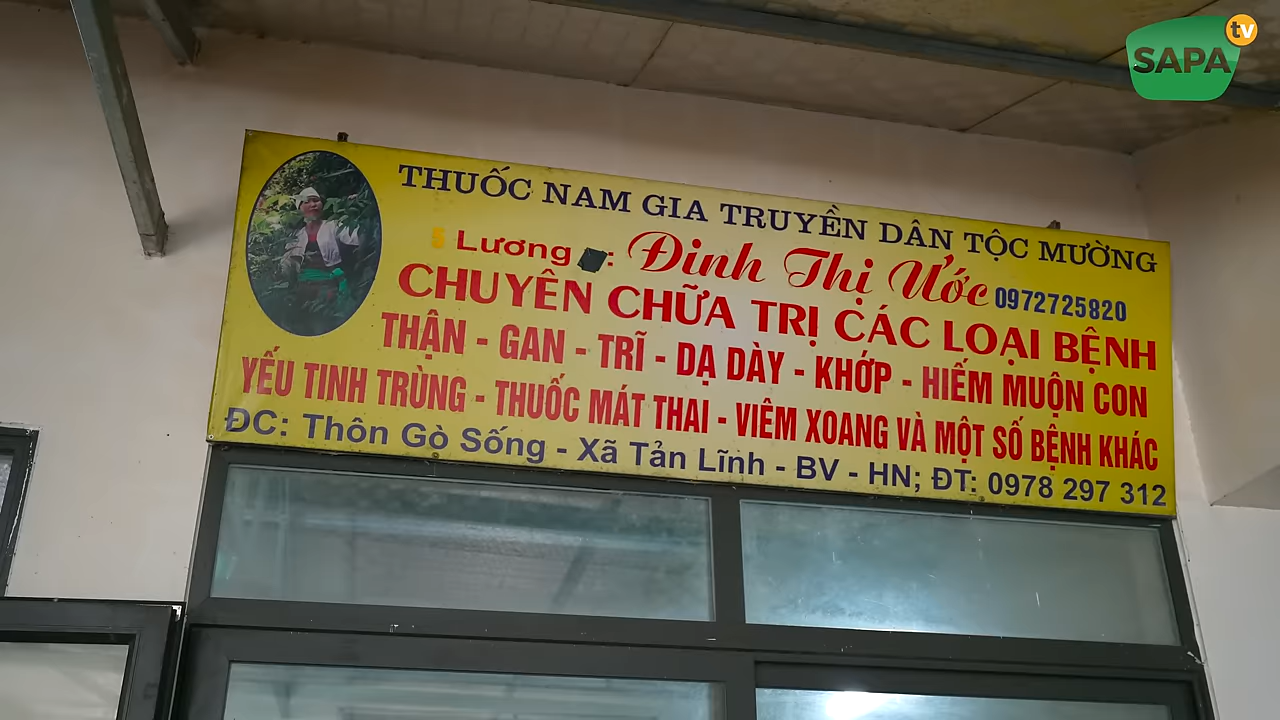 SAPA tv
THUỐC NAM GIA TRUYỀN DÂN TỘC MƯỜNG
Lương : Đinh Thị Ước 0972725820
CHUYÊN CHỮA TRỊ CÁC LOẠI BỆNH
THẬN - GAN - TRĨ - DẠ DÀY - KHỚP - HIẾM MUỘN CON
YẾU TINH TRÙNG - THUỐC MÁT THAI - VIÊM XOANG VÀ MỘT SỐ BỆNH KHÁC
ĐC: Thôn Gò Sống - Xã Tản Lĩnh - BV - HN; ĐT: 0978 297 312